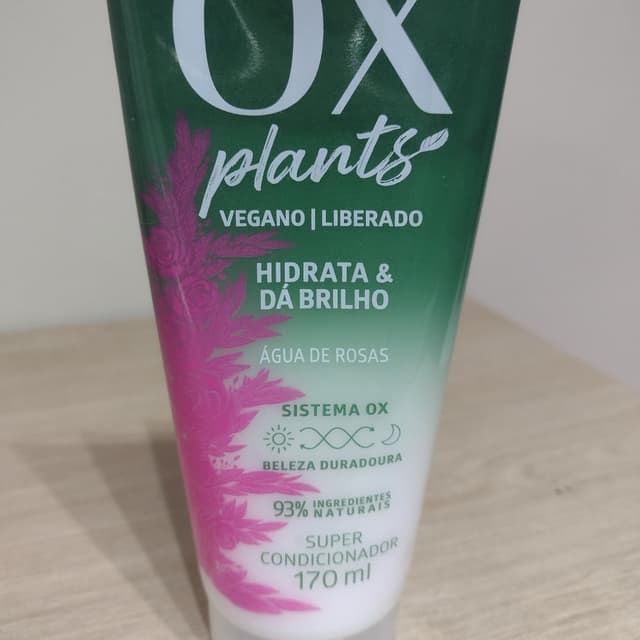 OX
plants
VEGANO | LIBERADO
HIDRATA &
DÁ BRILHO
ÁGUA DE ROSAS
SISTEMA OX
BELEZA DURADOURA
93% INGREDIENTES
NATURAIS
SUPER
CONDICIONADOR
170 ml